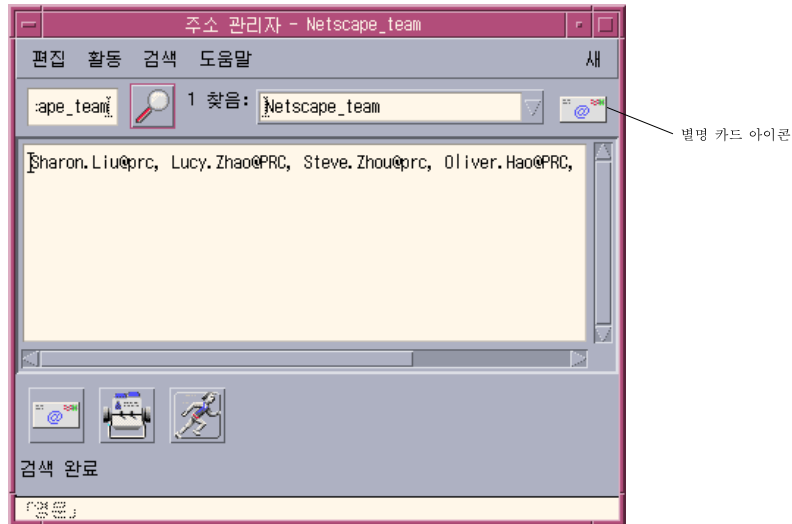 주소 관리자 - Netscape_team
편집 활동 검색 도움말 새
:ape_team 1 찾음: Netscape_team
별명 카드 아이콘
Sharon.Liu@prc, Lucy.Zhao@PRC, Steve.Zhou@prc, Oliver.Hao@PRC,
검색 완료
「영문」